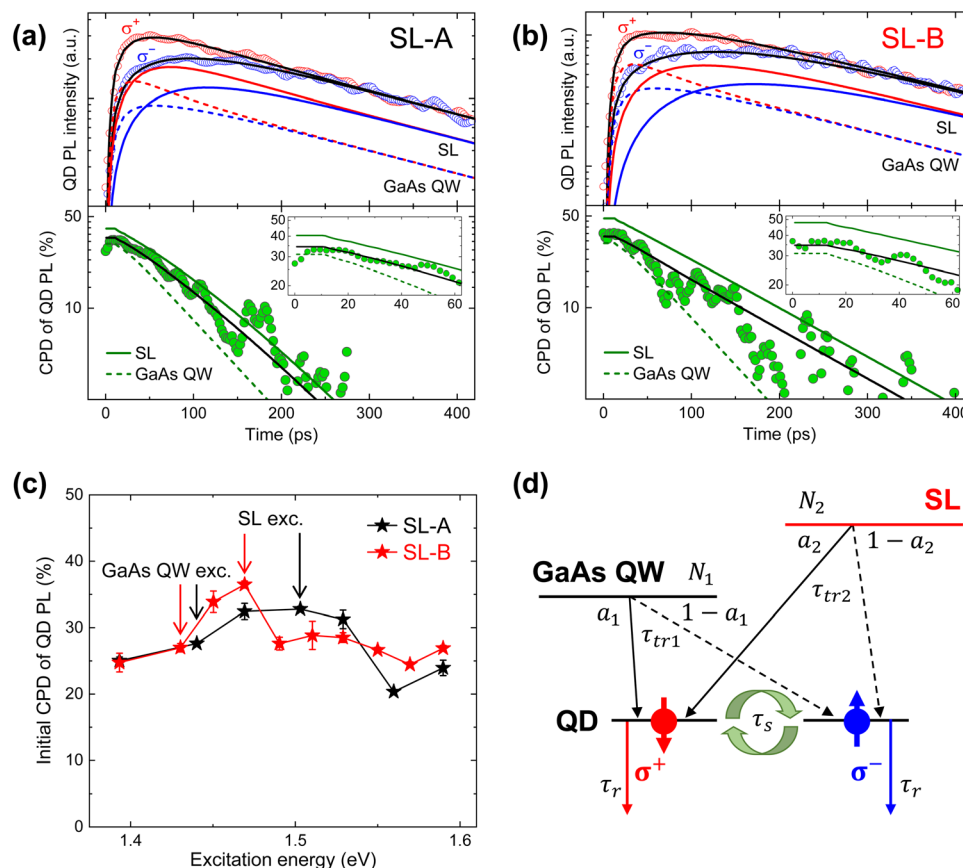 (a)
σ+
σ−
SL-A
QD PL intensity (a.u.)
SL
GaAs QW
CPD of QD PL (%)
50
10
50
40
30
20
0 20 40 60
SL
GaAs QW
0 100 200 300 400
Time (ps)
(b)
σ+
σ−
SL-B
QD PL intensity (a.u.)
SL
GaAs QW
CPD of QD PL (%)
50
10
50
40
30
20
0 20 40 60
SL
GaAs QW
0 100 200 300 400
Time (ps)
(c)
Initial CPD of QD PL (%)
50
40
30
20
10
0
SL exc.
GaAs QW exc.
SL-A
SL-B
1.4 1.5 1.6
Excitation energy (eV)
(d)
N2 SL
a2 1 − a2
GaAs QW N1
a1 1 − a1
τtr1
τtr2
QD
τs
σ+
σ−
τr
τr